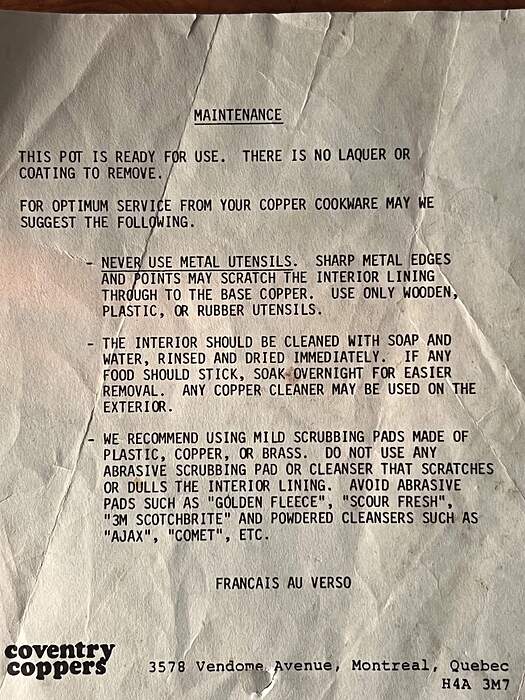 MAINTENANCE
THIS POT IS READY FOR USE. THERE IS NO LAQUER OR
COATING TO REMOVE.
FOR OPTIMUM SERVICE FROM YOUR COPPER COOKWARE MAY WE
SUGGEST THE FOLLOWING.
- NEVER USE METAL UTENSILS. SHARP METAL EDGES
AND POINTS MAY SCRATCH THE INTERIOR LINING
THROUGH TO THE BASE COPPER. USE ONLY WOODEN,
PLASTIC, OR RUBBER UTENSILS.
- THE INTERIOR SHOULD BE CLEANED WITH SOAP AND
WATER, RINSED AND DRIED IMMEDIATELY. IF ANY
FOOD SHOULD STICK, SOAK OVERNIGHT FOR EASIER
REMOVAL. ANY COPPER CLEANER MAY BE USED ON THE
EXTERIOR.
- WE RECOMMEND USING MILD SCRUBBING PADS MADE OF
PLASTIC, COPPER, OR BRASS. DO NOT USE ANY
ABRASIVE SCRUBBING PAD OR CLEANSER THAT SCRATCHES
OR DULLS THE INTERIOR LINING. AVOID ABRASIVE
PADS SUCH AS "GOLDEN FLEECE", "SCOUR FRESH",
"3M SCOTCHBRITE" AND POWDERED CLEANSERS SUCH AS
"AJAX", "COMET", ETC.
FRANCAIS AU VERSO
coventry
coppers
3578 Vendome Avenue, Montreal, Quebec
H4A 3M7